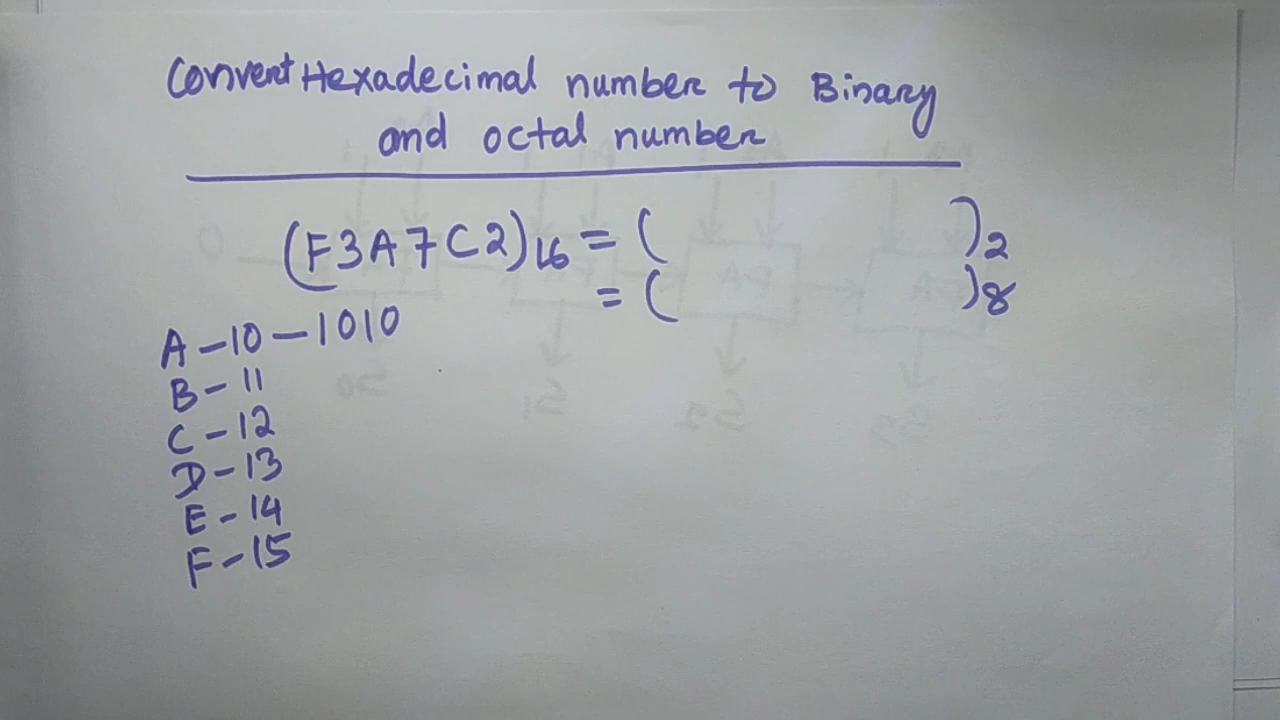 Convert Hexadecimal number to Binary
and octal number
(F3A7C2)16 = ( )2
= ( )8
A - 10 - 1010
B - 11
C - 12
D - 13
E - 14
F - 15